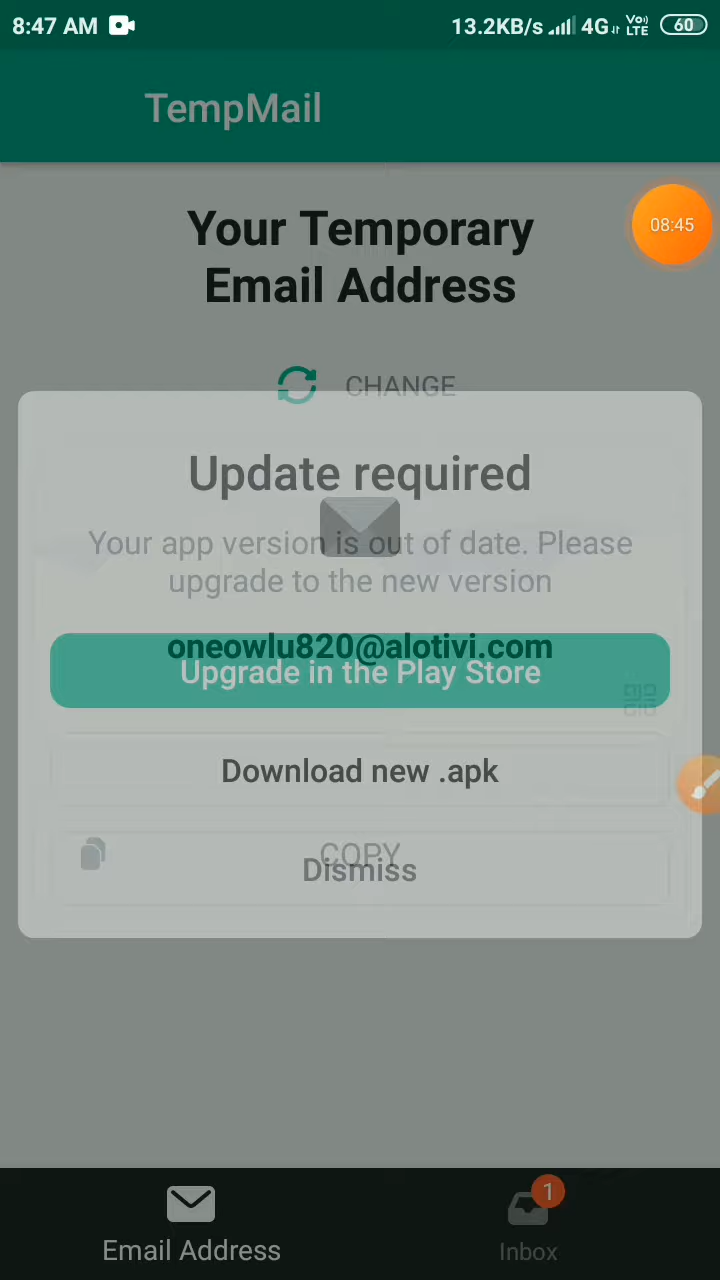 8:47 AM
13.2KB/s 4G Vo) LTE 60
TempMail
08:45
Your Temporary
Email Address
CHANGE
Update required
Your app version is out of date. Please
upgrade to the new version
oneowlu820@alotivi.com
Upgrade in the Play Store
Download new .apk
COPY
Dismiss
1
Email Address
Inbox